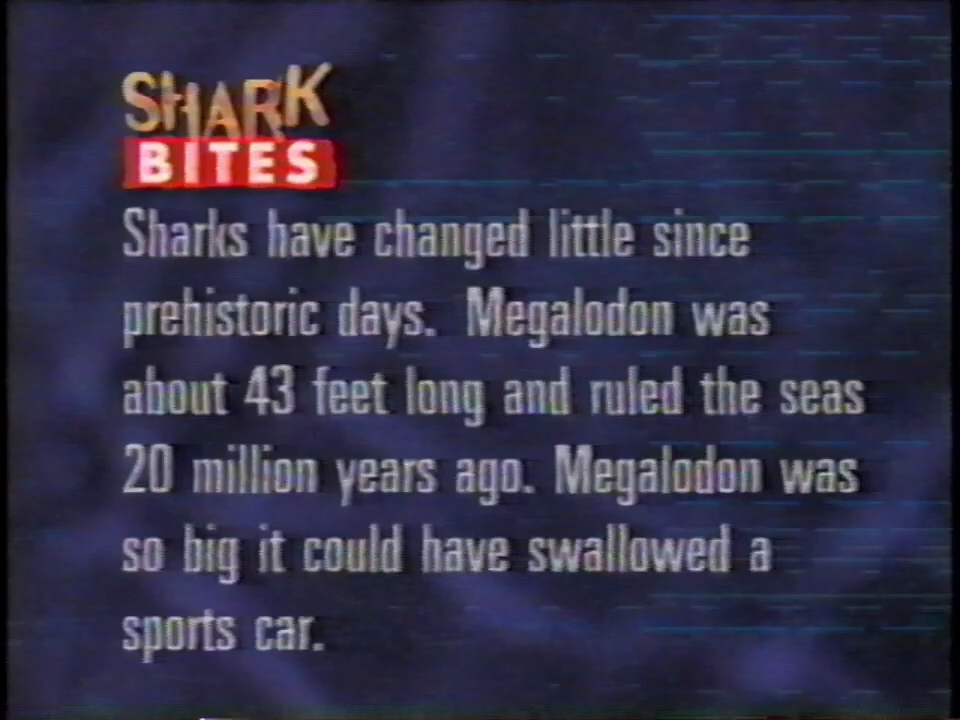 SHARK
BITES
Sharks have changed little since
prehistoric days. Megalodon was
about 43 feet long and ruled the seas
20 million years ago. Megalodon was
so big it could have swallowed a
sports car.